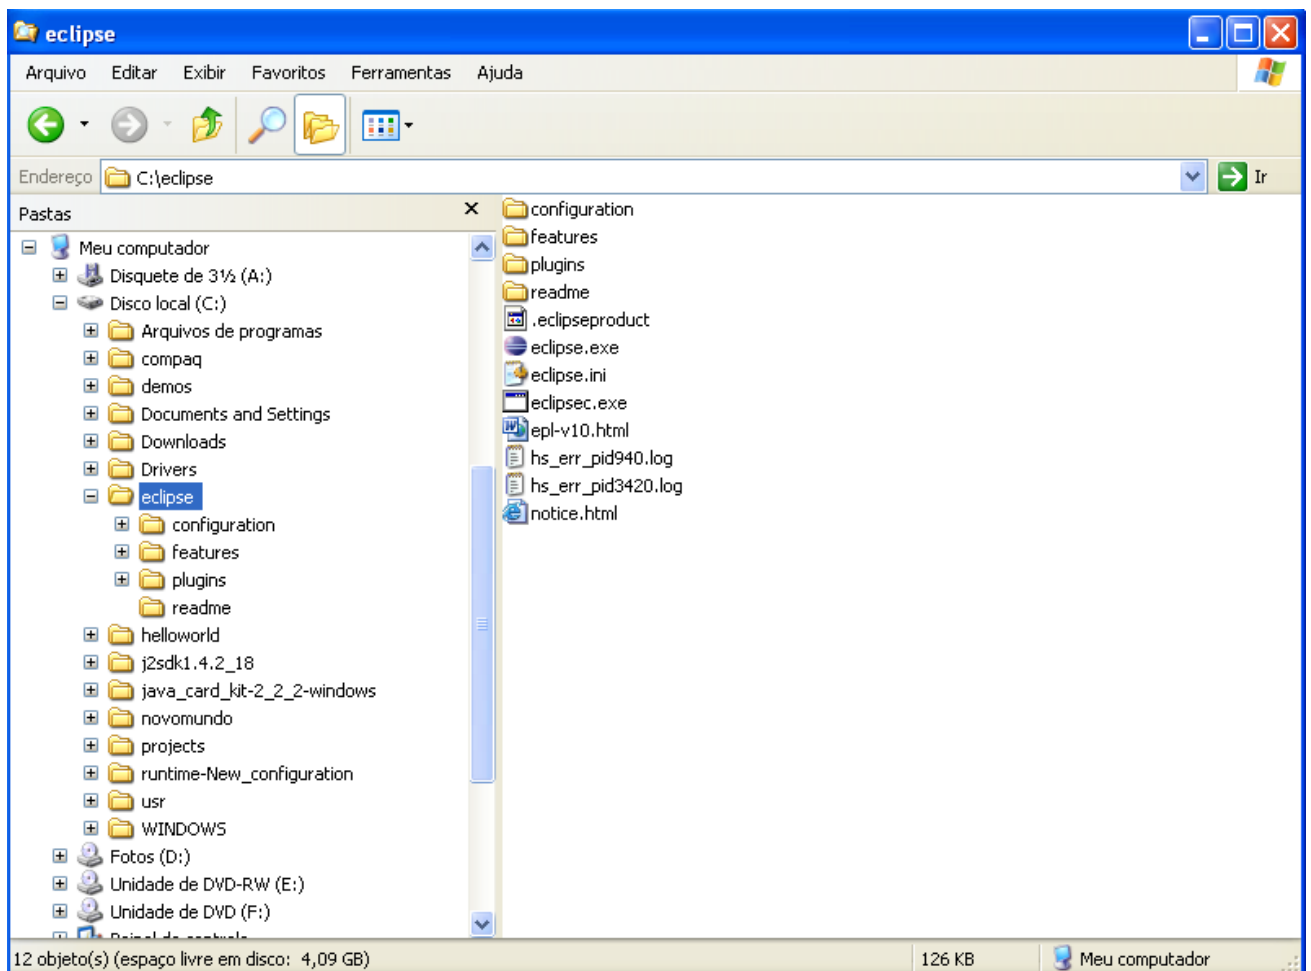 eclipse
Arquivo Editar Exibir Favoritos Ferramentas Ajuda
Endereço C:\eclipse Ir
Pastas
Meu computador
Disquete de 3½ (A:)
Disco local (C:)
Arquivos de programas
compaq
demos
Documents and Settings
Downloads
Drivers
eclipse
configuration
features
plugins
readme
helloworld
j2sdk1.4.2_18
java_card_kit-2_2_2-windows
novomundo
projects
runtime-New_configuration
usr
WINDOWS
Fotos (D:)
Unidade de DVD-RW (E:)
Unidade de DVD (F:)
Painel de controle
configuration
features
plugins
readme
.eclipseproduct
eclipse.exe
eclipse.ini
eclipsec.exe
epl-v10.html
hs_err_pid940.log
hs_err_pid3420.log
notice.html
12 objeto(s) (espaço livre em disco: 4,09 GB) 126 KB Meu computador